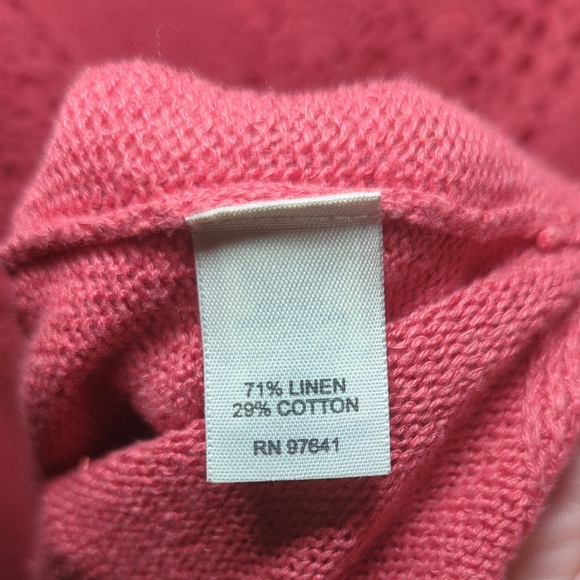 71% LINEN
29% COTTON
RN 97641